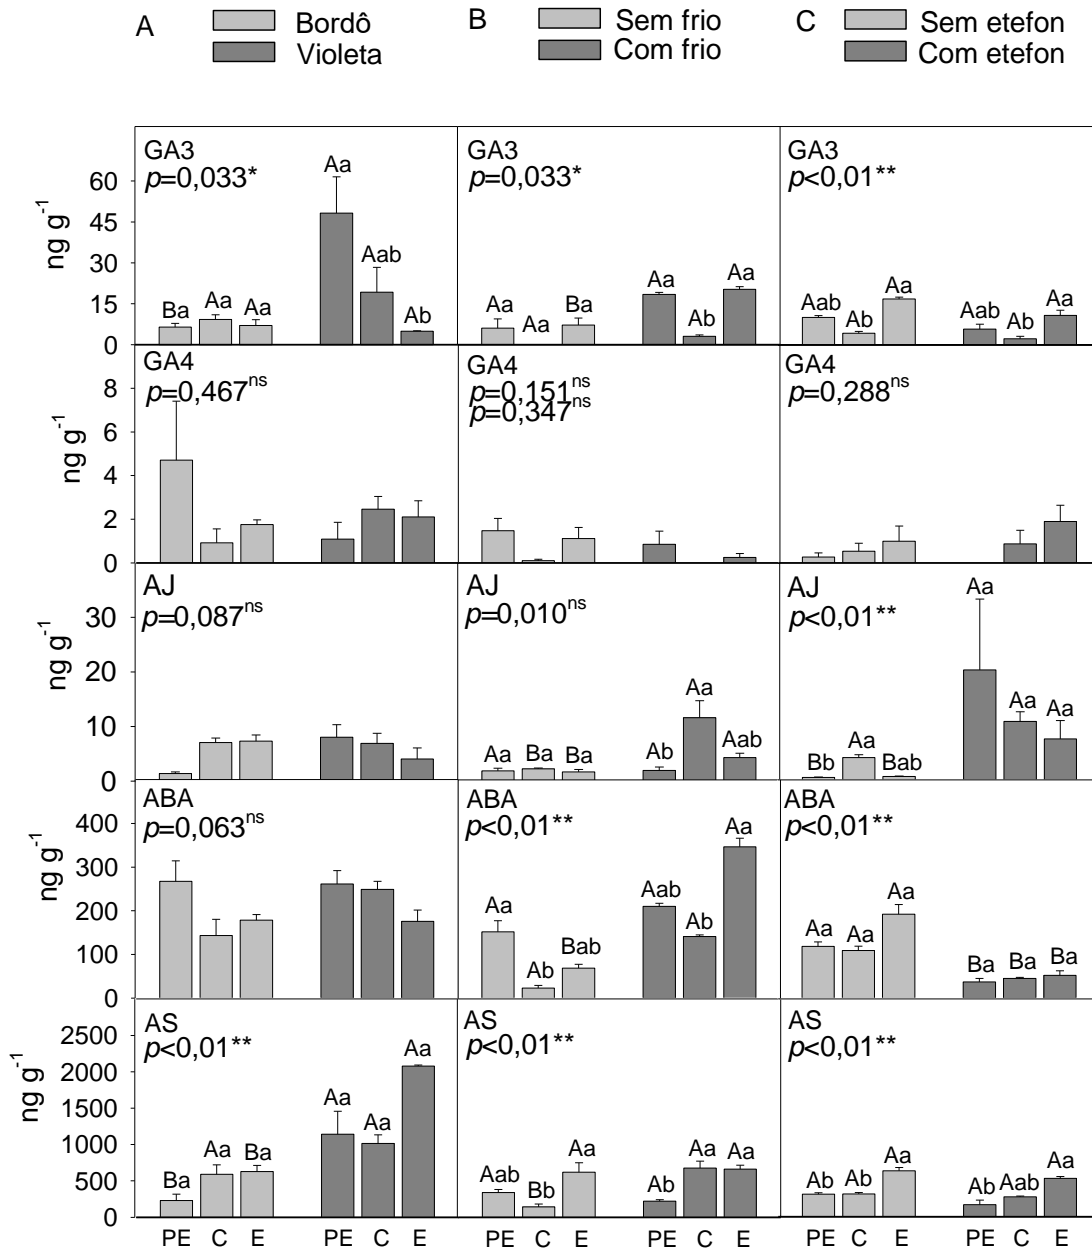 A Bordô B Sem frio C Sem etefon
Violeta Com frio Com etefon
GA3 GA3 GA3
p=0,033* p=0,033* p<0,01**
60
45
30
15
0
ng g-1
Ba Aa Aa Aa Aab Ab
Aa Aa Ba Aa Ab Aa
Aab Ab Aa Aab Ab Aa
GA4 GA4 GA4
p=0,467ns p=0,151ns p=0,288ns
p=0,347ns
8
6
4
2
0
ng g-1
AJ AJ AJ
p=0,087ns p=0,010ns p<0,01**
30
20
10
0
ng g-1
Aa Ba Ba Ab Aa Aab
Bb Aa Bab Aa Aa Aa
ABA ABA ABA
p=0,063ns p<0,01** p<0,01**
400
300
200
100
0
ng g-1
Aa Ab Bab Aab Ab Aa
Aa Aa Aa Ba Ba Ba
AS AS AS
p<0,01** p<0,01** p<0,01**
2500
2000
1500
1000
500
0
ng g-1
Ba Aa Ba Aa Aa Aa
Aab Bb Aa Ab Aa Aa
Ab Ab Aa Ab Aab Aa
PE C E PE C E PE C E PE C E PE C E PE C E